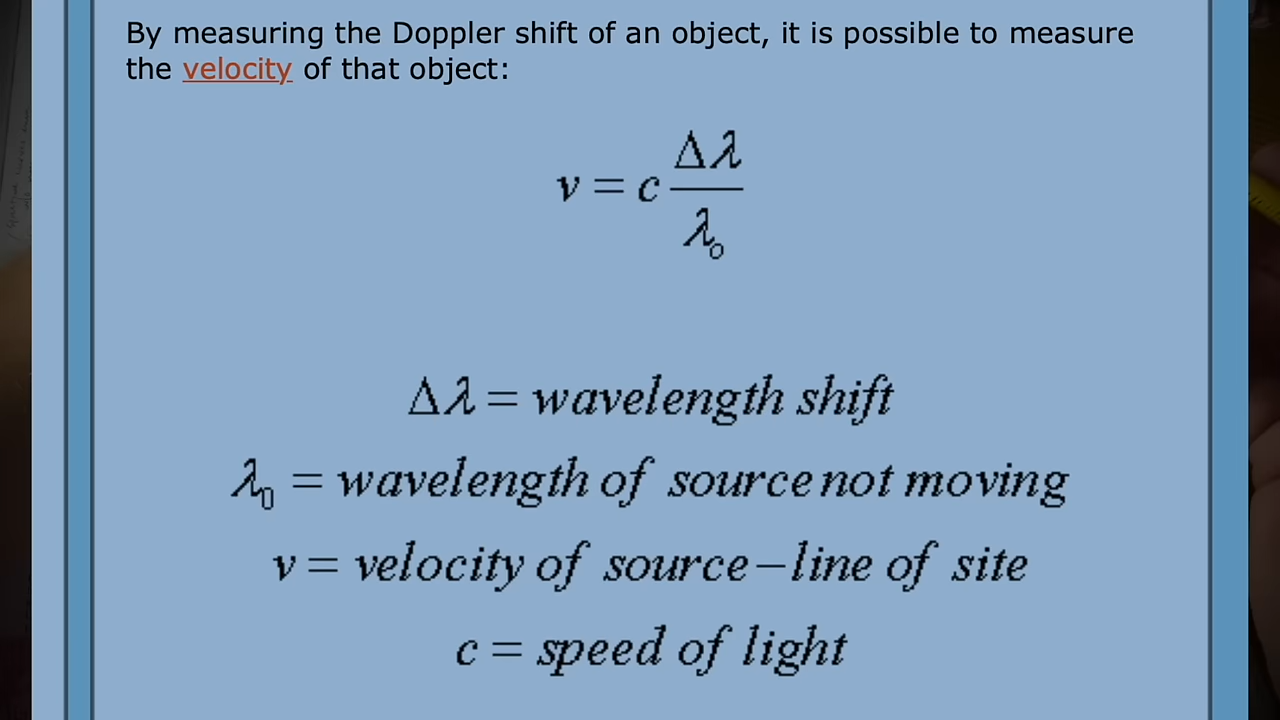 By measuring the Doppler shift of an object, it is possible to measure
the velocity of that object:
v = c Δλ / λo
Δλ = wavelength shift
λ0 = wavelength of source not moving
v = velocity of source – line of site
c = speed of light